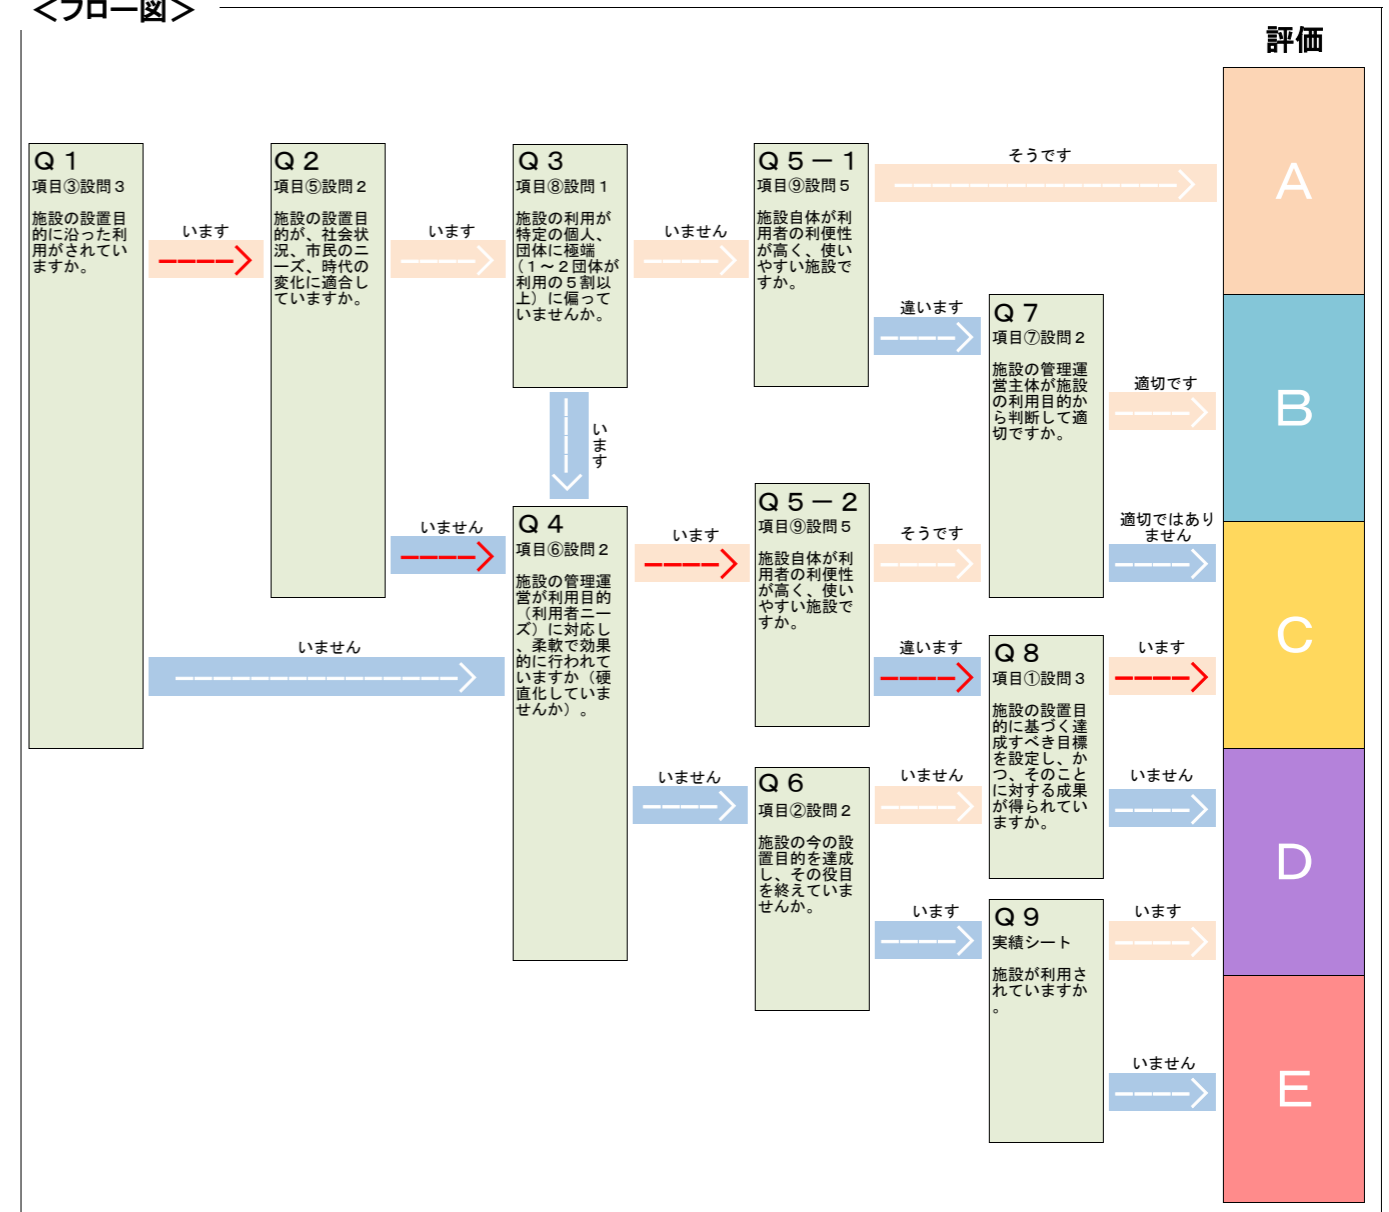 ＜フロー図＞
評価
Ｑ１
項目③設問３
施設の設置目
的に沿った利
用がされてい
ますか。
います
いません
Ｑ２
項目⑤設問２
施設の設置目
的が、社会状
況、市民のニ
ーズ、時代の
変化に適合し
ていますか。
います
いません
Ｑ３
項目⑧設問１
施設の利用が
特定の個人、
団体に極端
（１～２団体が
利用の５割以
上）に偏って
いませんか。
いません
います
Ｑ４
項目⑥設問２
施設の管理運
営が利用目的
（利用者ニー
ズ）に対応し
、柔軟で効果
的に行われて
いますか（硬
直化していま
せんか）。
います
いません
Ｑ５－１
項目⑨設問５
施設自体が利
用者の利便性
が高く、使い
やすい施設で
すか。
そうです
違います
Ｑ５－２
項目⑨設問５
施設自体が利
用者の利便性
が高く、使い
やすい施設で
すか。
そうです
違います
Ｑ６
項目②設問２
施設の今の設
置目的を達成
し、その役目
を終えていま
せんか。
いません
います
Ｑ７
項目⑦設問２
施設の管理運
営主体が施設
の利用目的か
ら判断して適
切ですか。
適切です
適切ではあり
ません
Ｑ８
項目①設問３
施設の設置目
的に基づく達
成すべき目標
を設定し、か
つ、そのこと
に対する成果
が得られてい
ますか。
います
いません
Ｑ９
実績シート
施設が利用さ
れていますか
。
います
いません
Ａ
Ｂ
Ｃ
Ｄ
Ｅ